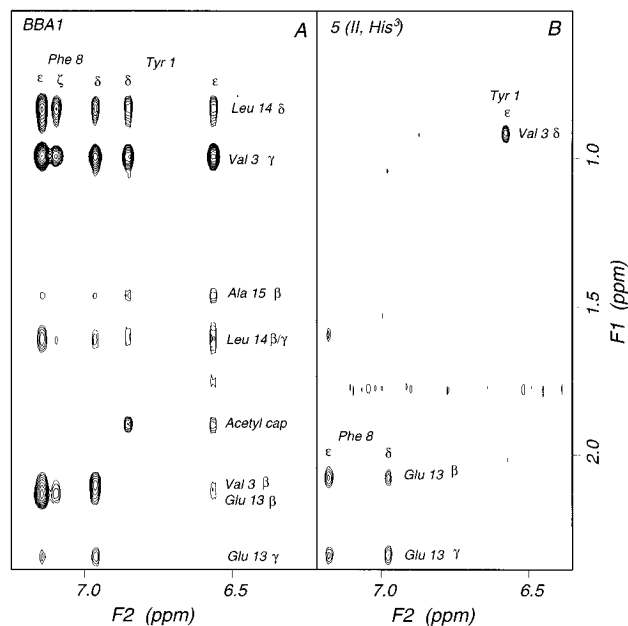 BBA1 A
Phe 8 Tyr 1
ε ζ δ δ ε
Leu 14 δ
Val 3 γ
Ala 15 β
Leu 14 β/γ
Acetyl cap
Val 3 β
Glu 13 β
Glu 13 γ
7.0 6.5
F2 (ppm)
5 (II, His³) B
Tyr 1
ε
Val 3 δ
Phe 8
ε δ
Glu 13 β
Glu 13 γ
7.0 6.5
F2 (ppm)
1.0
1.5
2.0
F1 (ppm)